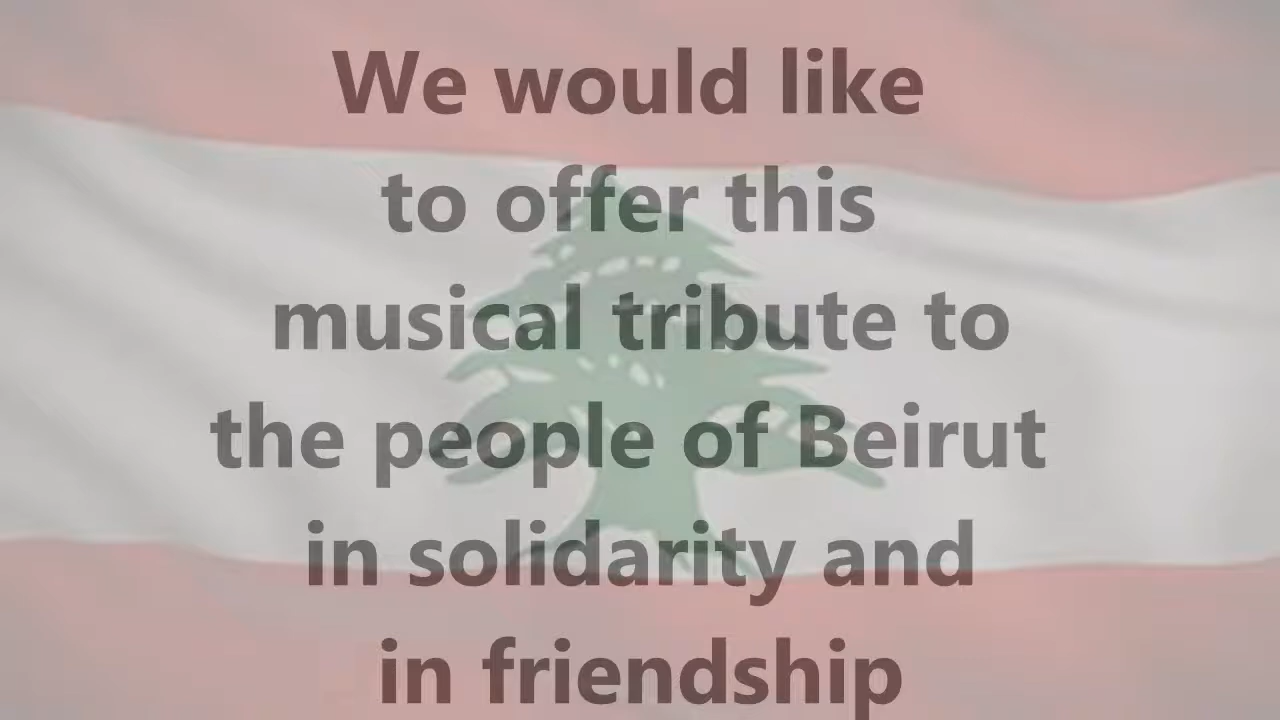 We would like
to offer this
musical tribute to
the people of Beirut
in solidarity and
in friendship